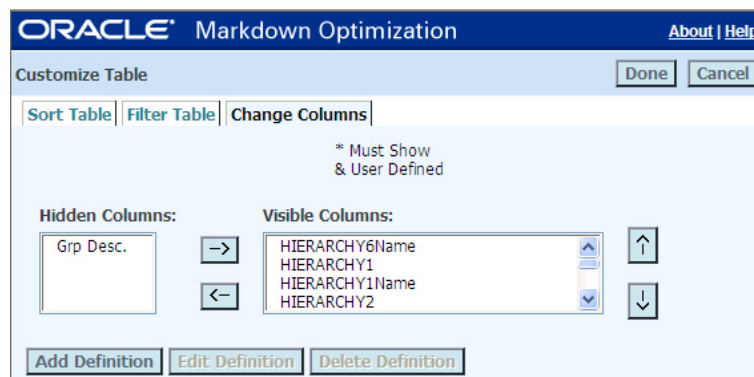 ORACLE® Markdown Optimization About | Help
Customize Table Done Cancel
Sort Table Filter Table Change Columns
* Must Show
& User Defined
Hidden Columns: Visible Columns:
Grp Desc. --> HIERARCHY6Name
HIERARCHY1
HIERARCHY1Name
<-- HIERARCHY2
Add Definition Edit Definition Delete Definition